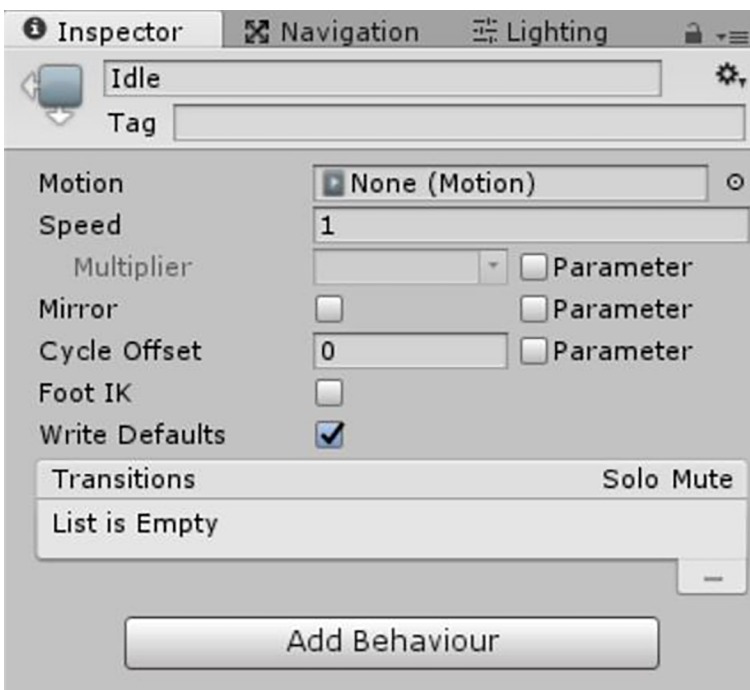 Inspector Navigation Lighting
Idle
Tag
Motion None (Motion)
Speed 1
Multiplier Parameter
Mirror Parameter
Cycle Offset 0 Parameter
Foot IK
Write Defaults
Transitions Solo Mute
List is Empty
Add Behaviour